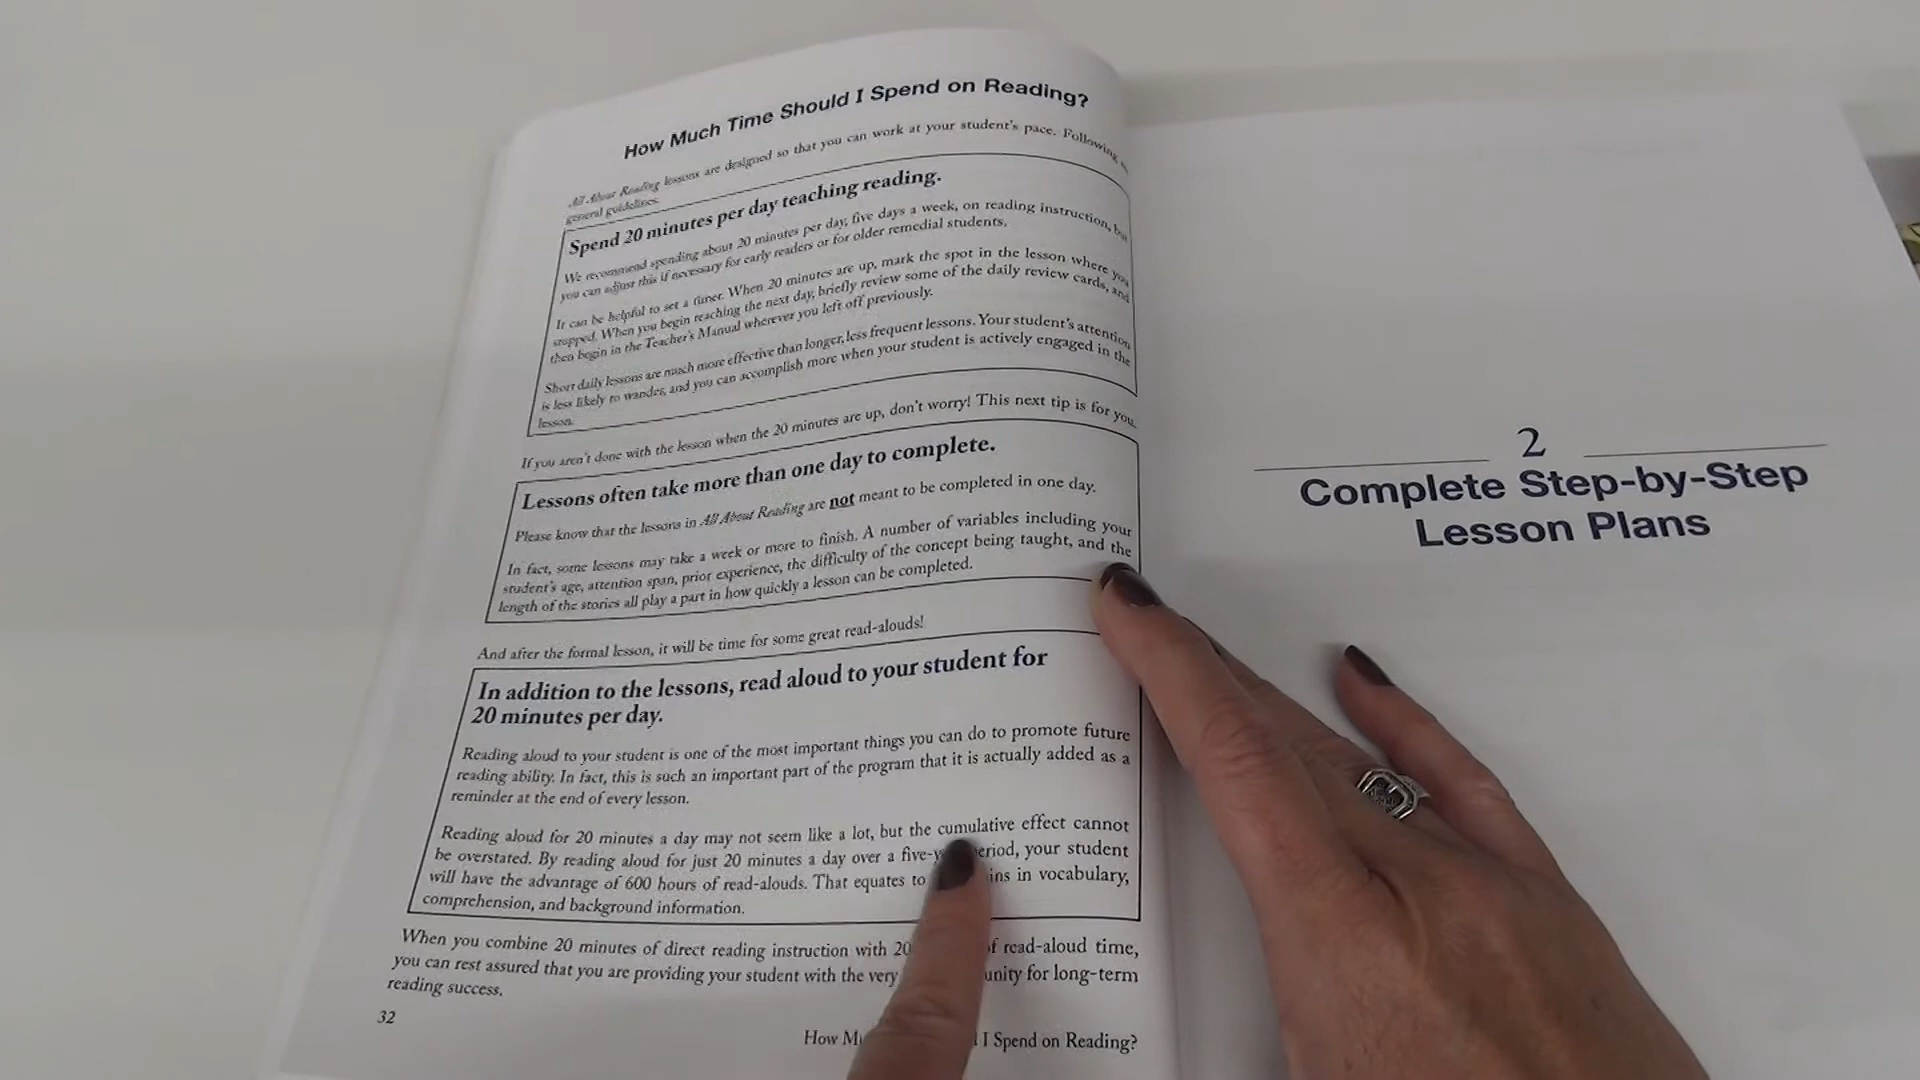 How Much Time Should I Spend on Reading?
All About Reading lessons are designed so that you can work at your student's pace. Following
general guidelines.
Spend 20 minutes per day teaching reading.
We recommend spending about 20 minutes per day, five days a week, on reading instruction, but
you can adjust this if necessary for early readers or for older remedial students.
It can be helpful to set a timer. When 20 minutes are up, mark the spot in the lesson where you
stopped. When you begin teaching the next day, briefly review some of the daily review cards, and
then begin in the Teacher's Manual wherever you left off previously.
Short daily lessons are much more effective than longer, less frequent lessons. Your student's attention
is less likely to wander, and you can accomplish more when your student is actively engaged in the
lesson.
If you aren't done with the lesson when the 20 minutes are up, don't worry! This next tip is for you.
Lessons often take more than one day to complete.
Please know that the lessons in All About Reading are not meant to be completed in one day.
In fact, some lessons may take a week or more to finish. A number of variables including your
student's age, attention span, prior experience, the difficulty of the concept being taught, and the
length of the stories all play a part in how quickly a lesson can be completed.
And after the formal lesson, it will be time for some great read-alouds!
In addition to the lessons, read aloud to your student for
20 minutes per day.
Reading aloud to your student is one of the most important things you can do to promote future
reading ability. In fact, this is such an important part of the program that it is actually added as a
reminder at the end of every lesson.
Reading aloud for 20 minutes a day may not seem like a lot, but the cumulative effect cannot
be overstated. By reading aloud for just 20 minutes a day over a five- period, your student
will have the advantage of 600 hours of read-alouds. That equates to in vocabulary,
comprehension, and background information.
When you combine 20 minutes of direct reading instruction with 20 of read-aloud time,
you can rest assured that you are providing your student with the very for long-term
reading success.
32
How I Spend on Reading?
2
Complete Step-by-Step
Lesson Plans